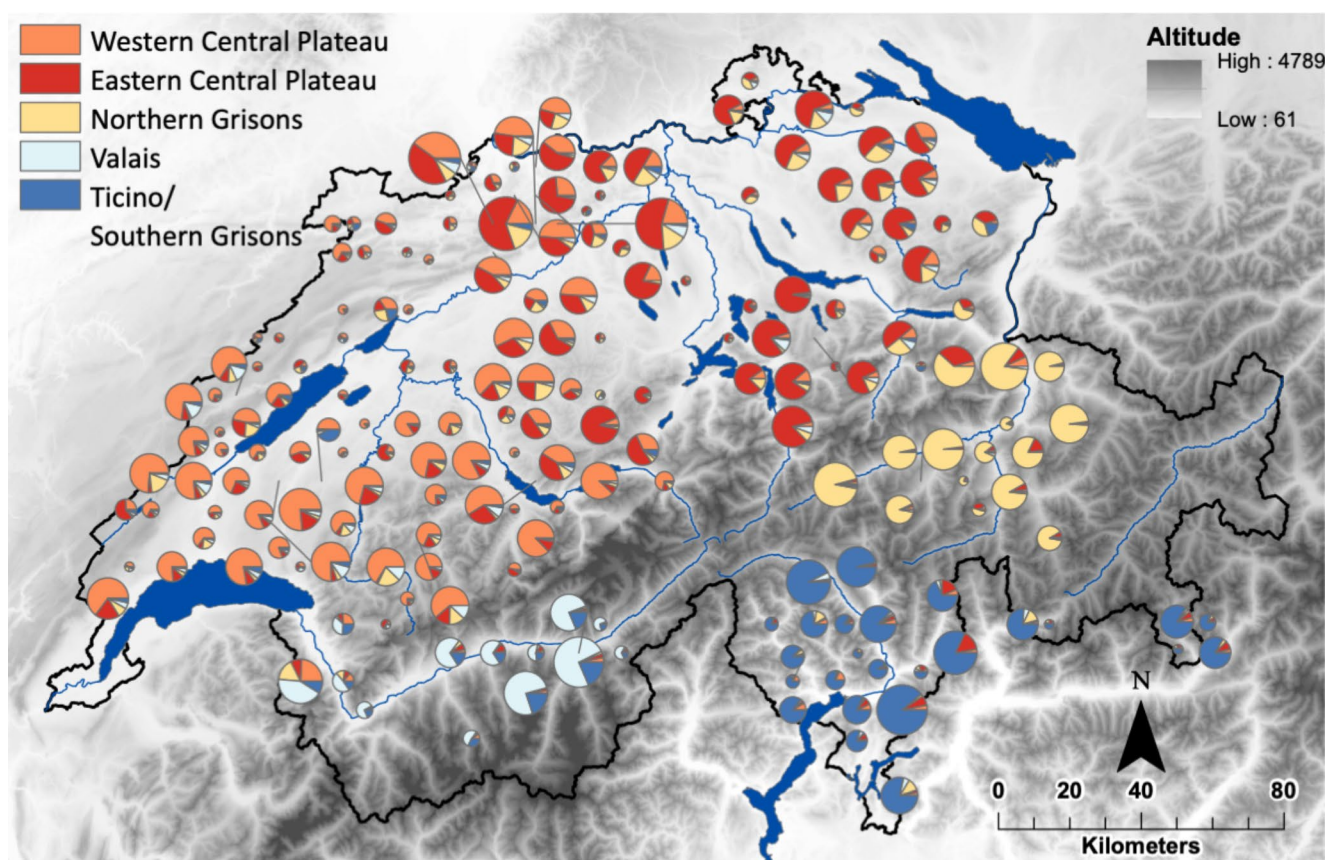 Western Central Plateau
Eastern Central Plateau
Northern Grisons
Valais
Ticino/
Southern Grisons
Altitude
High : 4789
Low : 61
N
0 20 40 80
Kilometers